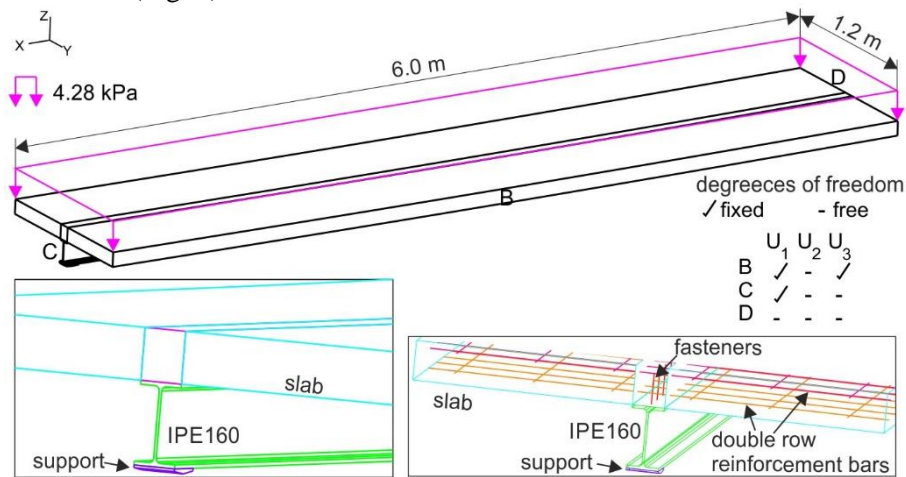 Z
X Y
4.28 kPa
6.0 m
1.2 m
D
B
C
degreeces of freedom
✓ fixed - free
U1 U2 U3
B ✓ - ✓
C ✓ - -
D - - -
slab
IPE160
support
fasteners
slab
IPE160
double row
reinforcement bars
support